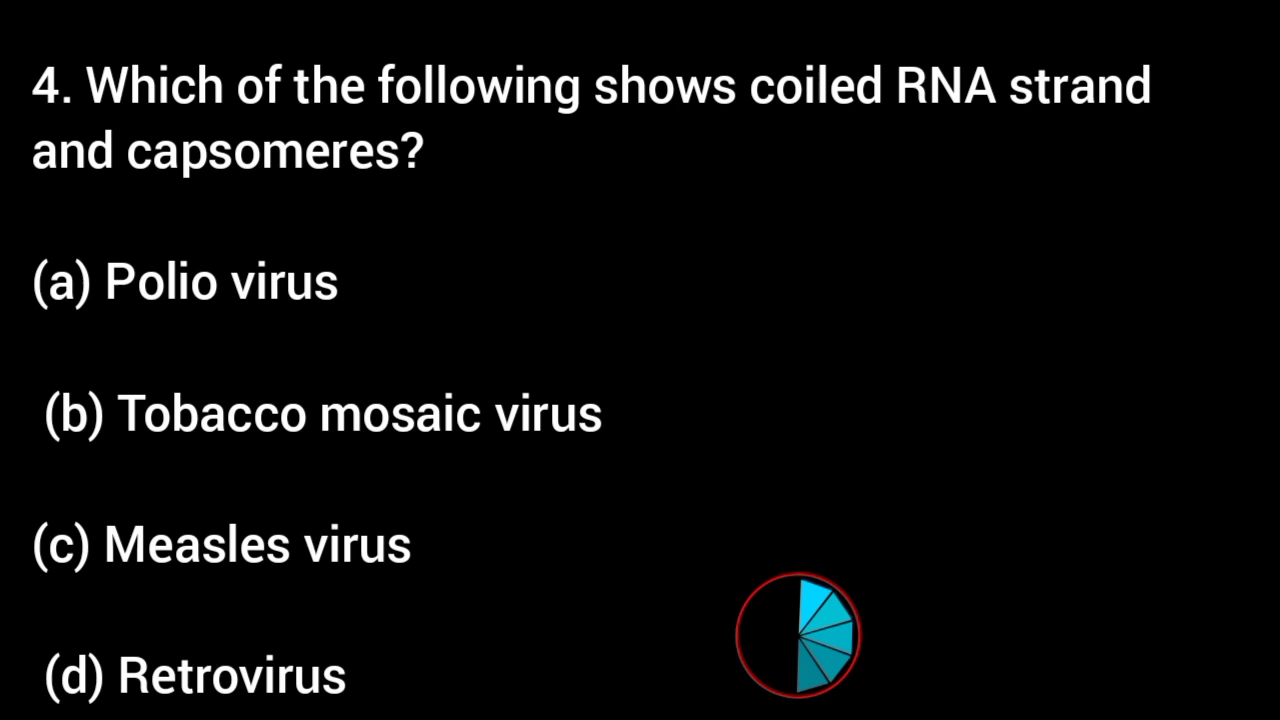 4. Which of the following shows coiled RNA strand
and capsomeres?
(a) Polio virus
(b) Tobacco mosaic virus
(c) Measles virus
(d) Retrovirus